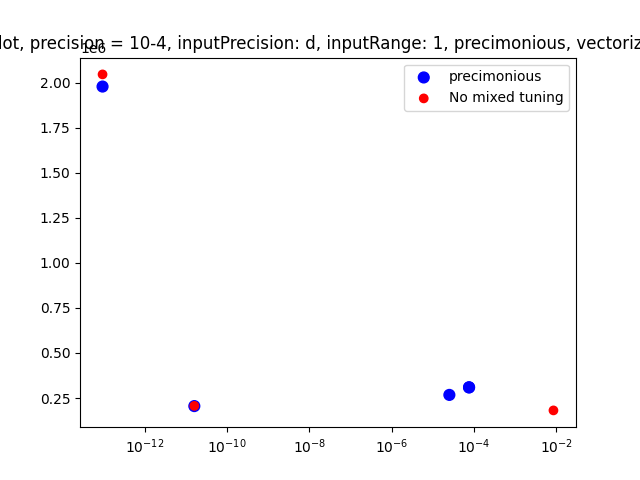 lot, precision = 10-4, inputPrecision: d, inputRange: 1, precimonious, vectoriz
1e6
precimonious
No mixed tuning
2.00
1.75
1.50
1.25
1.00
0.75
0.50
0.25
10⁻¹² 10⁻¹⁰ 10⁻⁸ 10⁻⁶ 10⁻⁴ 10⁻²